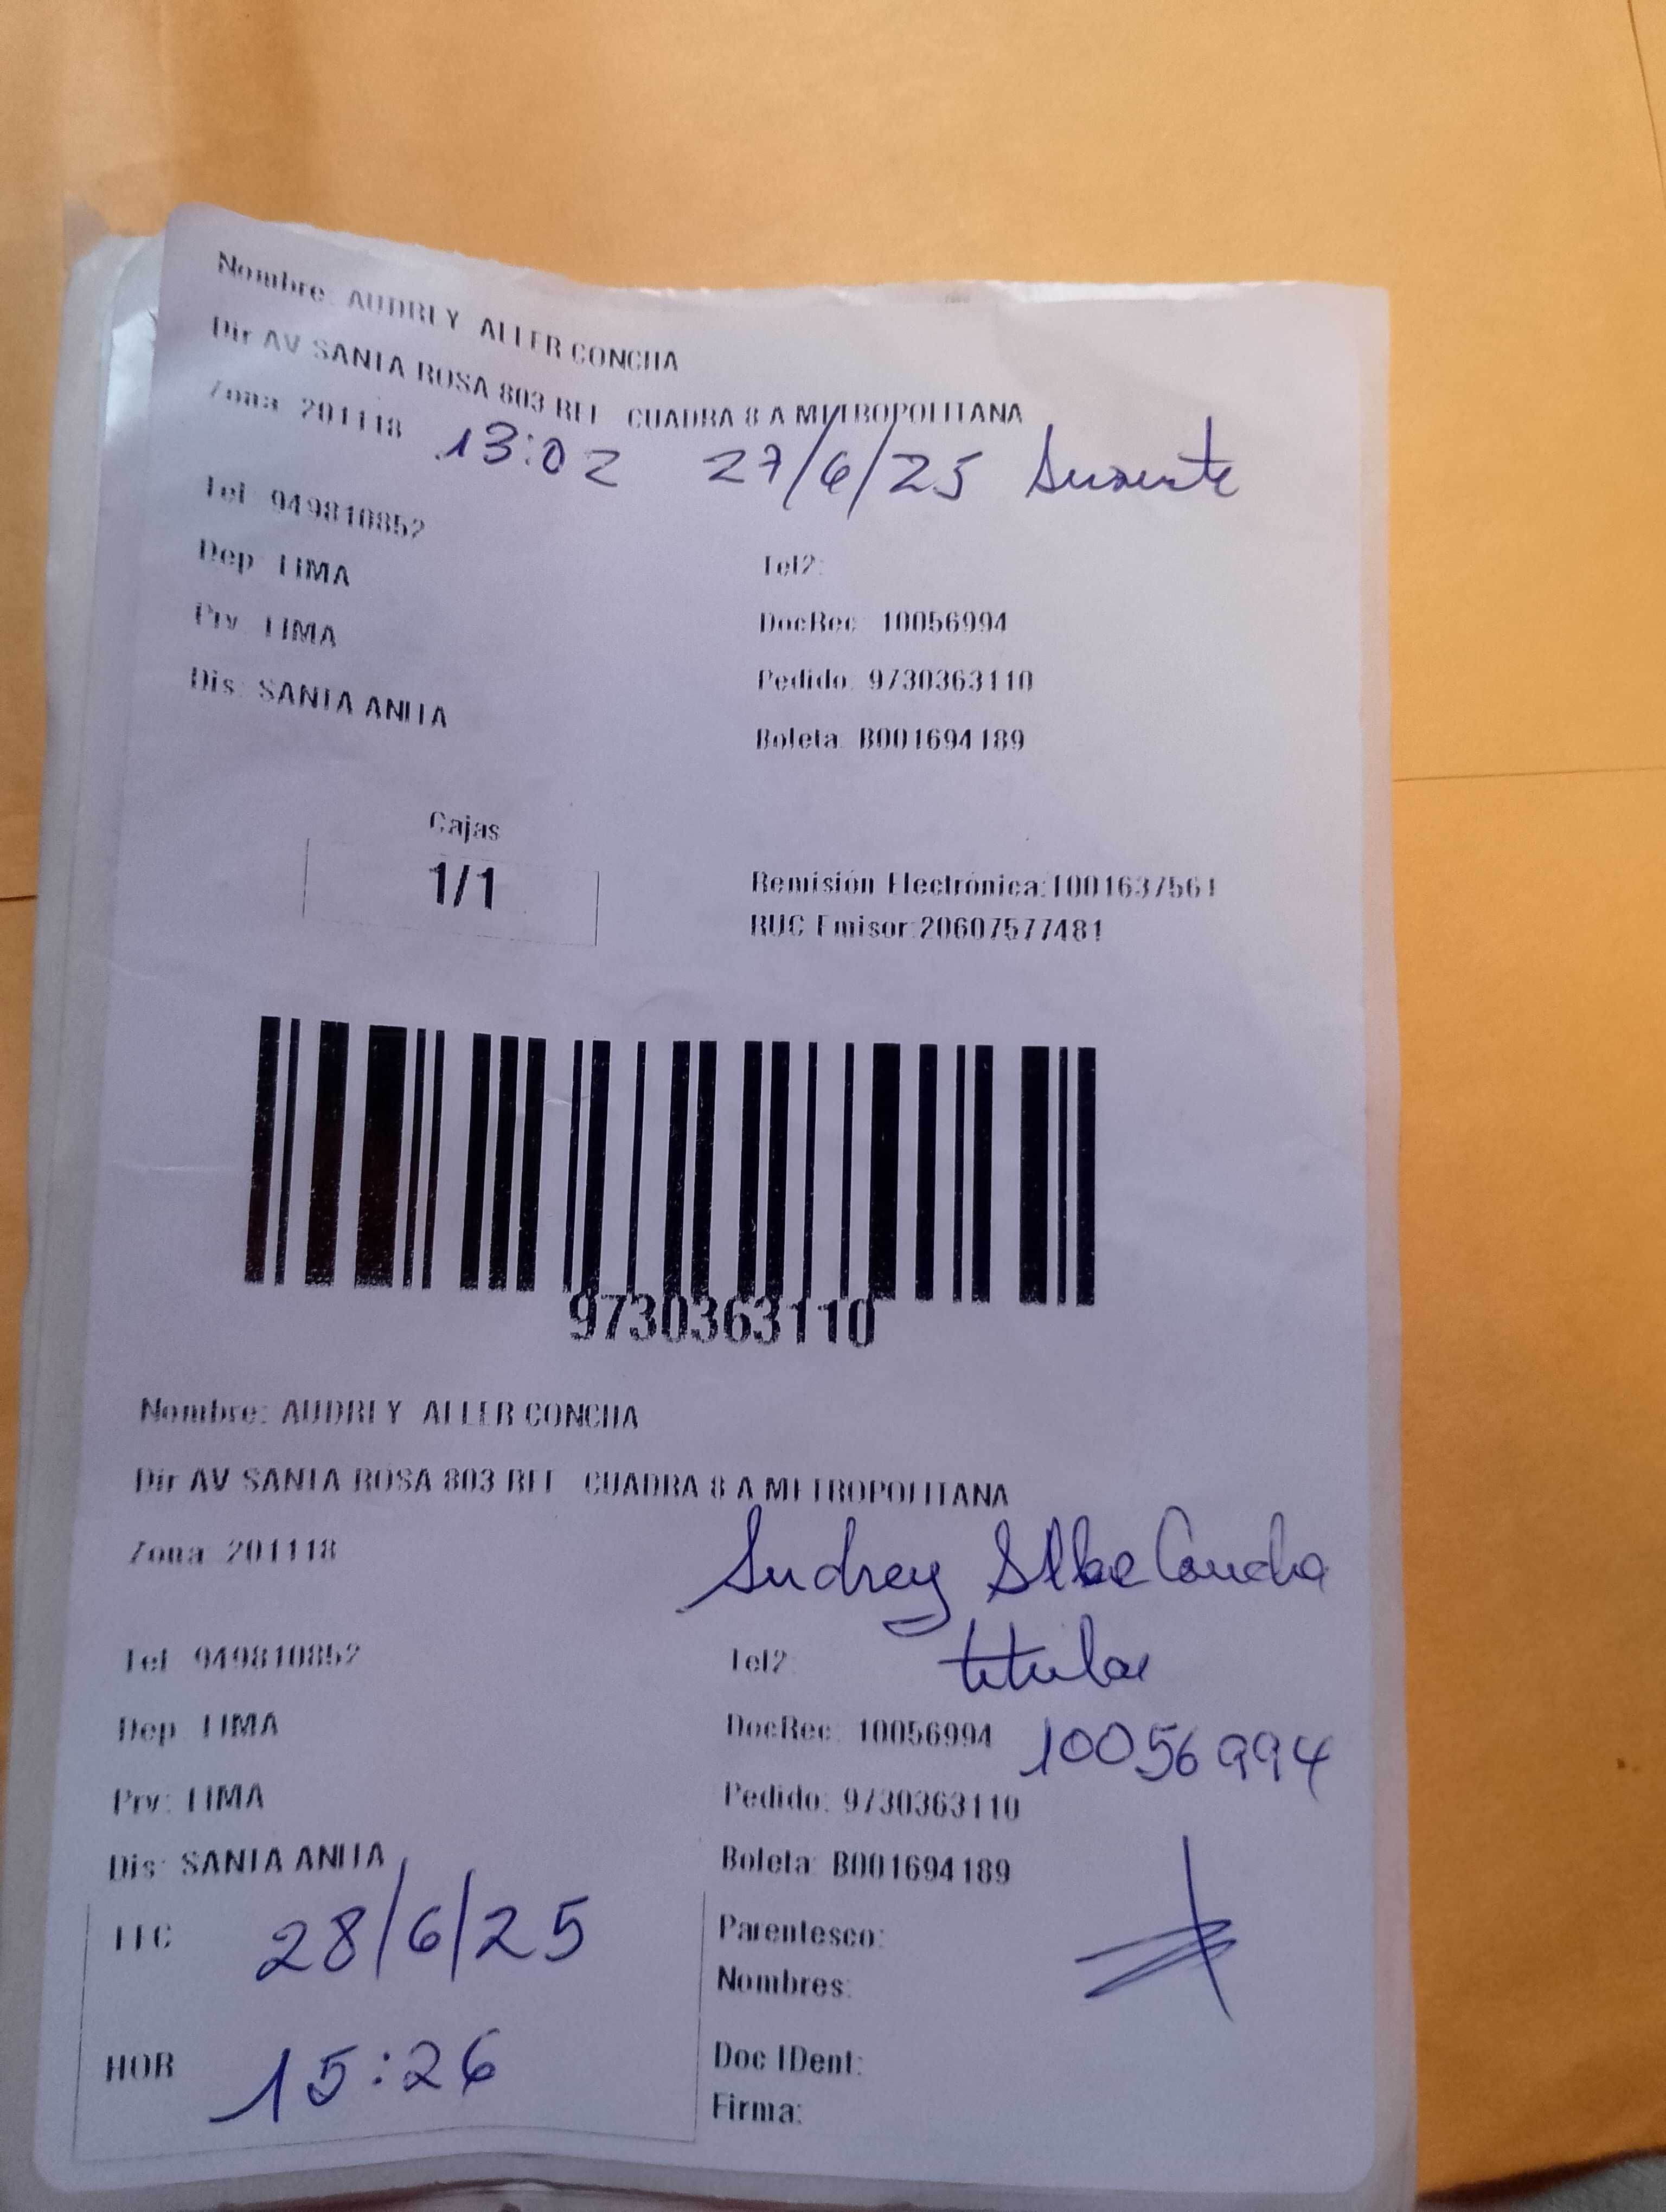 Nombre: AUDREY ALLER CONCHA
Dir AV SANTA ROSA 803 REF CUADRA 8 A METROPOLITANA
Zona 201118
13:02 27/6/25 Ausente
Tel 949810852
Tel2:
Dep LIMA
DocRec 10056994
Prv LIMA
Pedido: 9730363110
Dis: SANTA ANITA
Boleta: B001694189
Cajas
1/1
Remisión Electrónica:T001637561
RUC Emisor:20607577481
9730363110
Nombre: AUDREY ALLER CONCHA
Dir AV SANTA ROSA 803 REF CUADRA 8 A METROPOLITANA
Zona 201118
Audrey Concha
titular
Tel 949810852
Tel2
Dep LIMA
DocRec: 10056994 10056994
Prv: LIMA
Pedido: 9730363110
Dis: SANTA ANITA
Boleta: B001694189
28/6/25
Parentesco:
Nombres:
HOR 15:26
Doc IDent:
Firma: